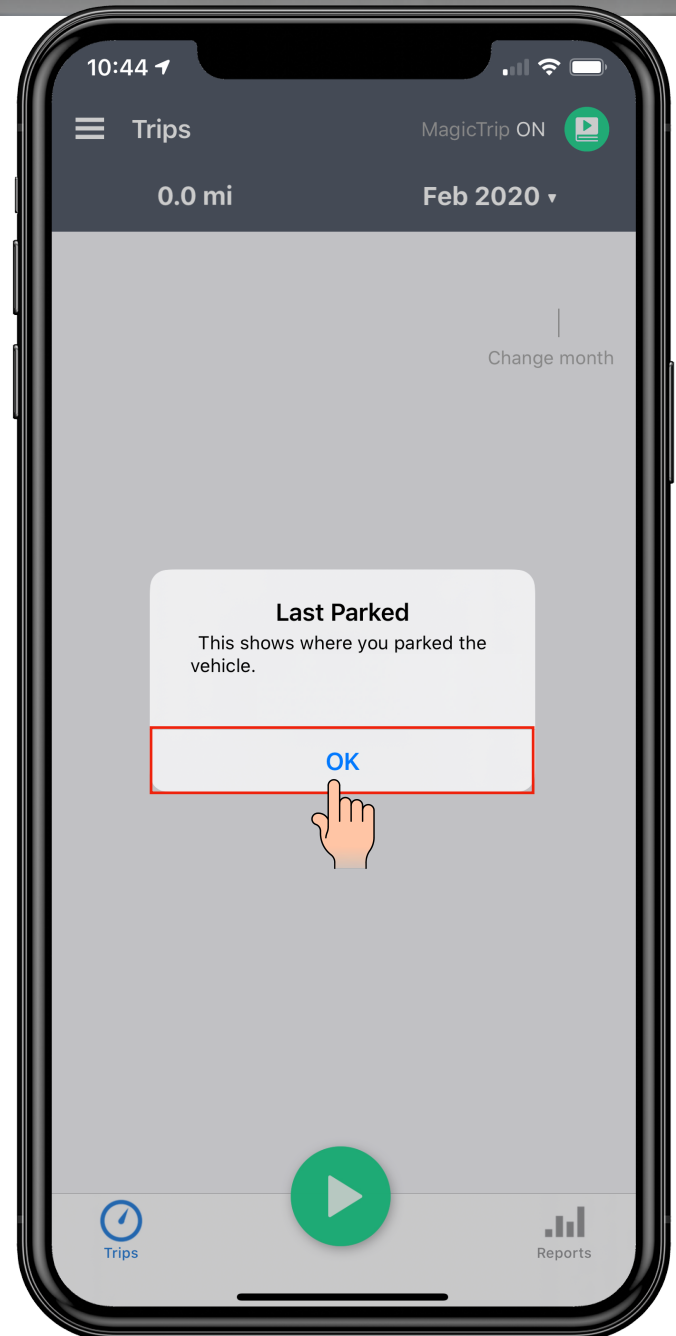 10:44
Trips
MagicTrip ON
0.0 mi
Feb 2020 ▾
Change month
Last Parked
This shows where you parked the
vehicle.
OK
Trips
Reports